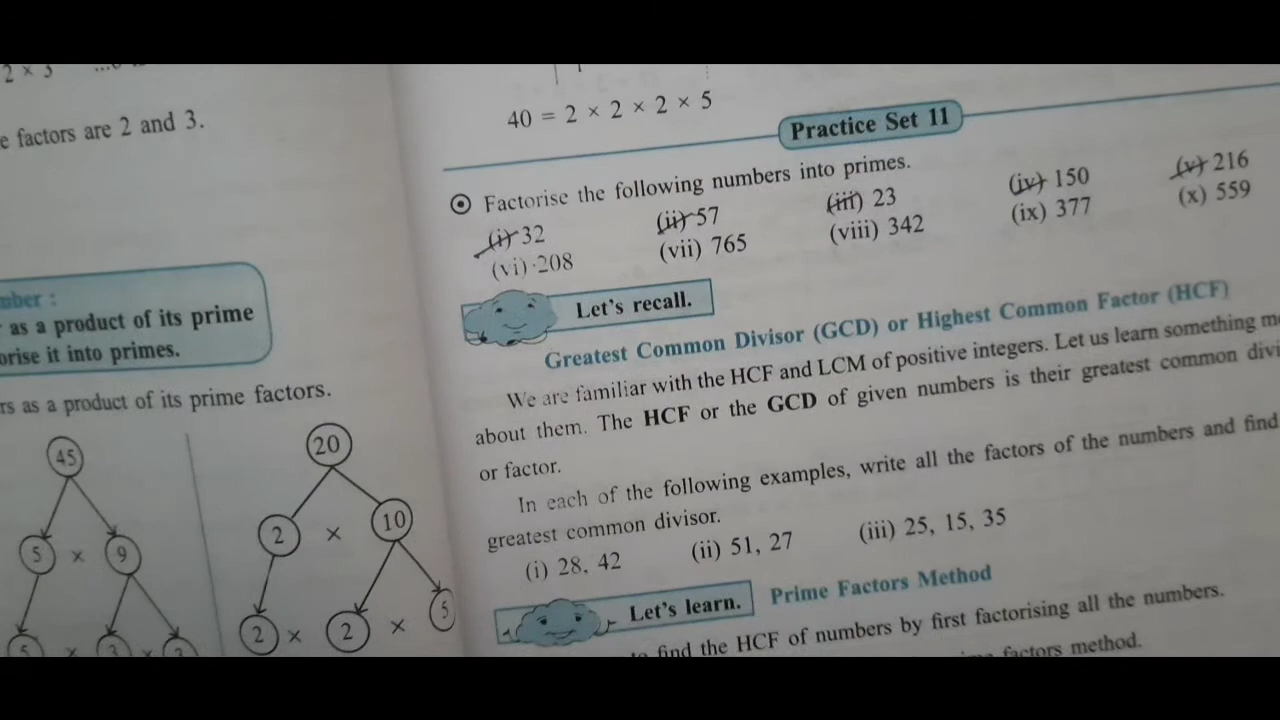 2 × 3
e factors are 2 and 3.
mber :
as a product of its prime
orise it into primes.
rs as a product of its prime factors.
45
5 × 9
5 × 3 × 3
20
2 × 10
2 × 2 × 5
40 = 2 × 2 × 2 × 5
Practice Set 11
Factorise the following numbers into primes.
(i) 32 (ii) 57 (iii) 23 (iv) 150 (v) 216
(vi) 208 (vii) 765 (viii) 342 (ix) 377 (x) 559
Let's recall.
Greatest Common Divisor (GCD) or Highest Common Factor (HCF)
We are familiar with the HCF and LCM of positive integers. Let us learn something m
about them. The HCF or the GCD of given numbers is their greatest common divi
or factor.
In each of the following examples, write all the factors of the numbers and find
greatest common divisor.
(i) 28, 42 (ii) 51, 27 (iii) 25, 15, 35
Let's learn. Prime Factors Method
to find the HCF of numbers by first factorising all the numbers.
factors method.